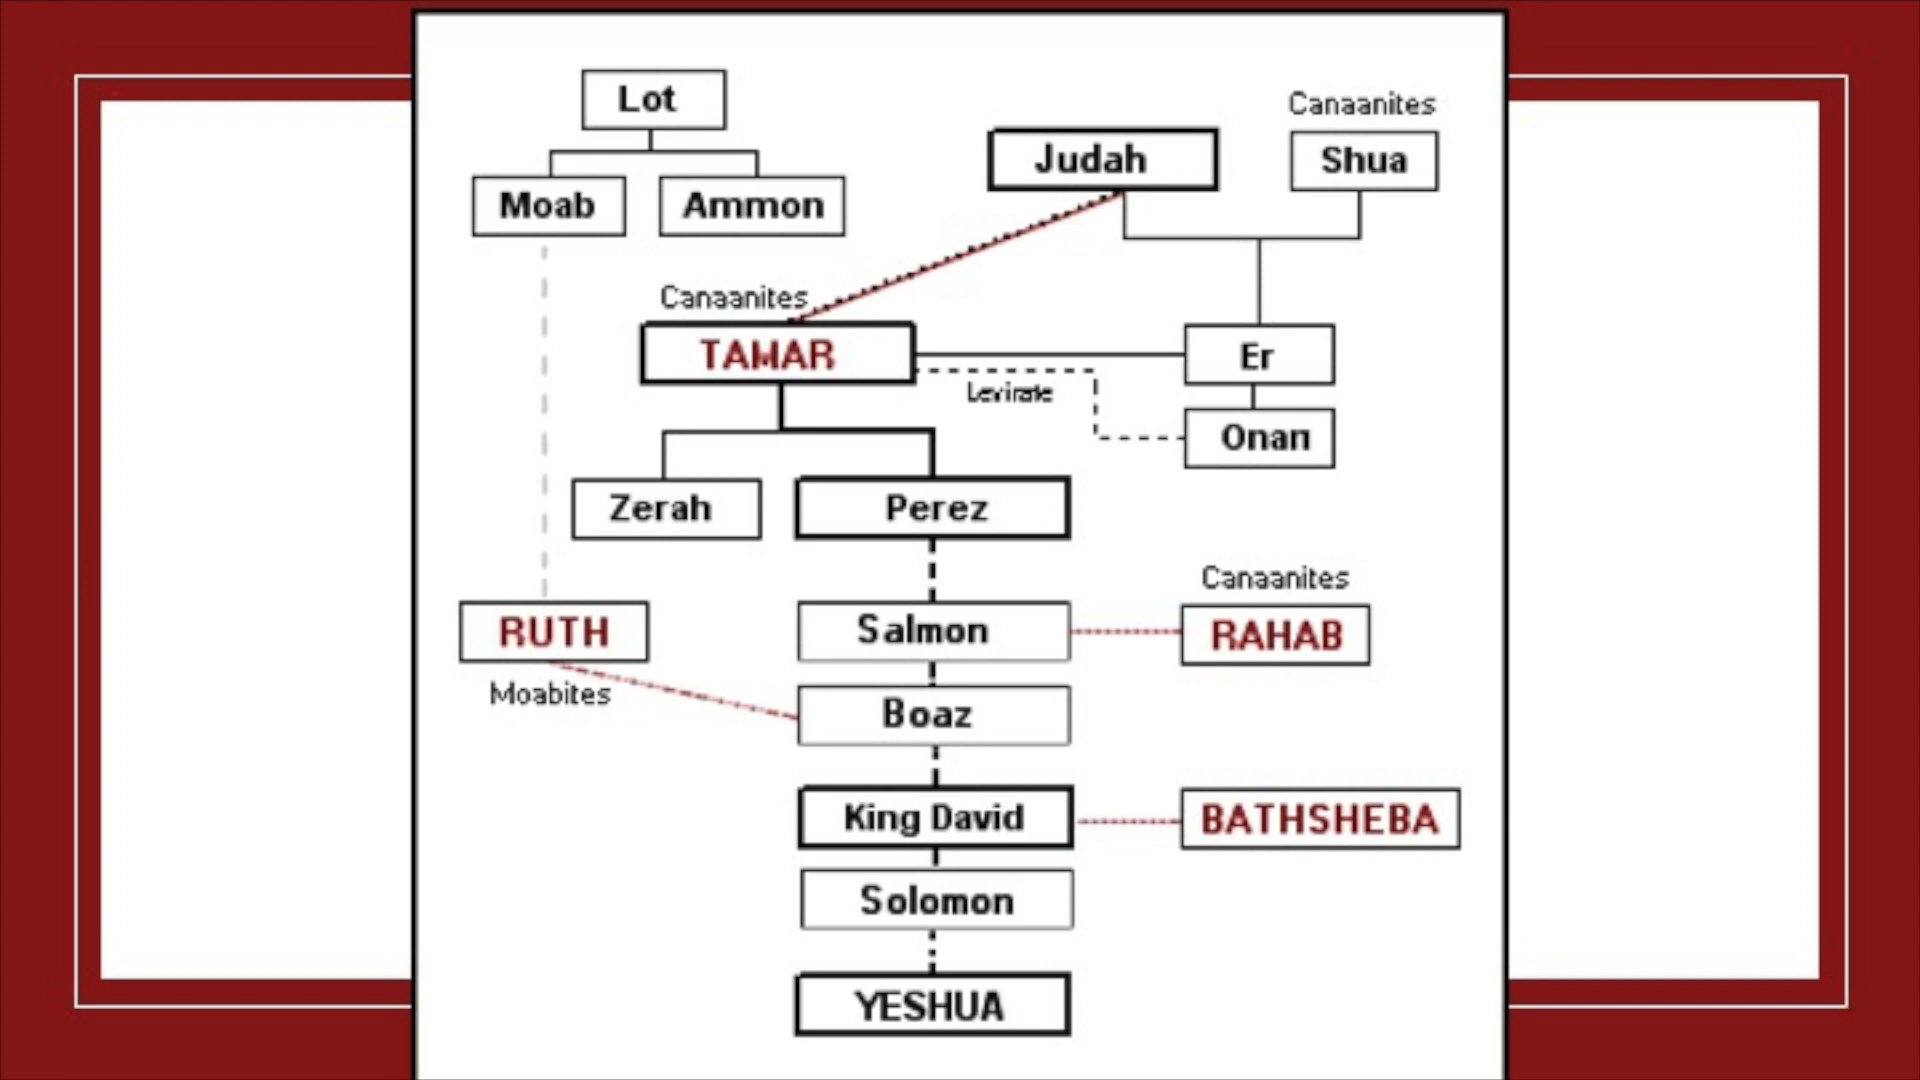 Lot
Canaanites
Judah
Shua
Moab
Ammon
Canaanites
TAMAR
Er
Levirate
Onan
Zerah
Perez
Canaanites
Salmon
RUTH
RAHAB
Moabites
Boaz
King David
BATHSHEBA
Solomon
YESHUA